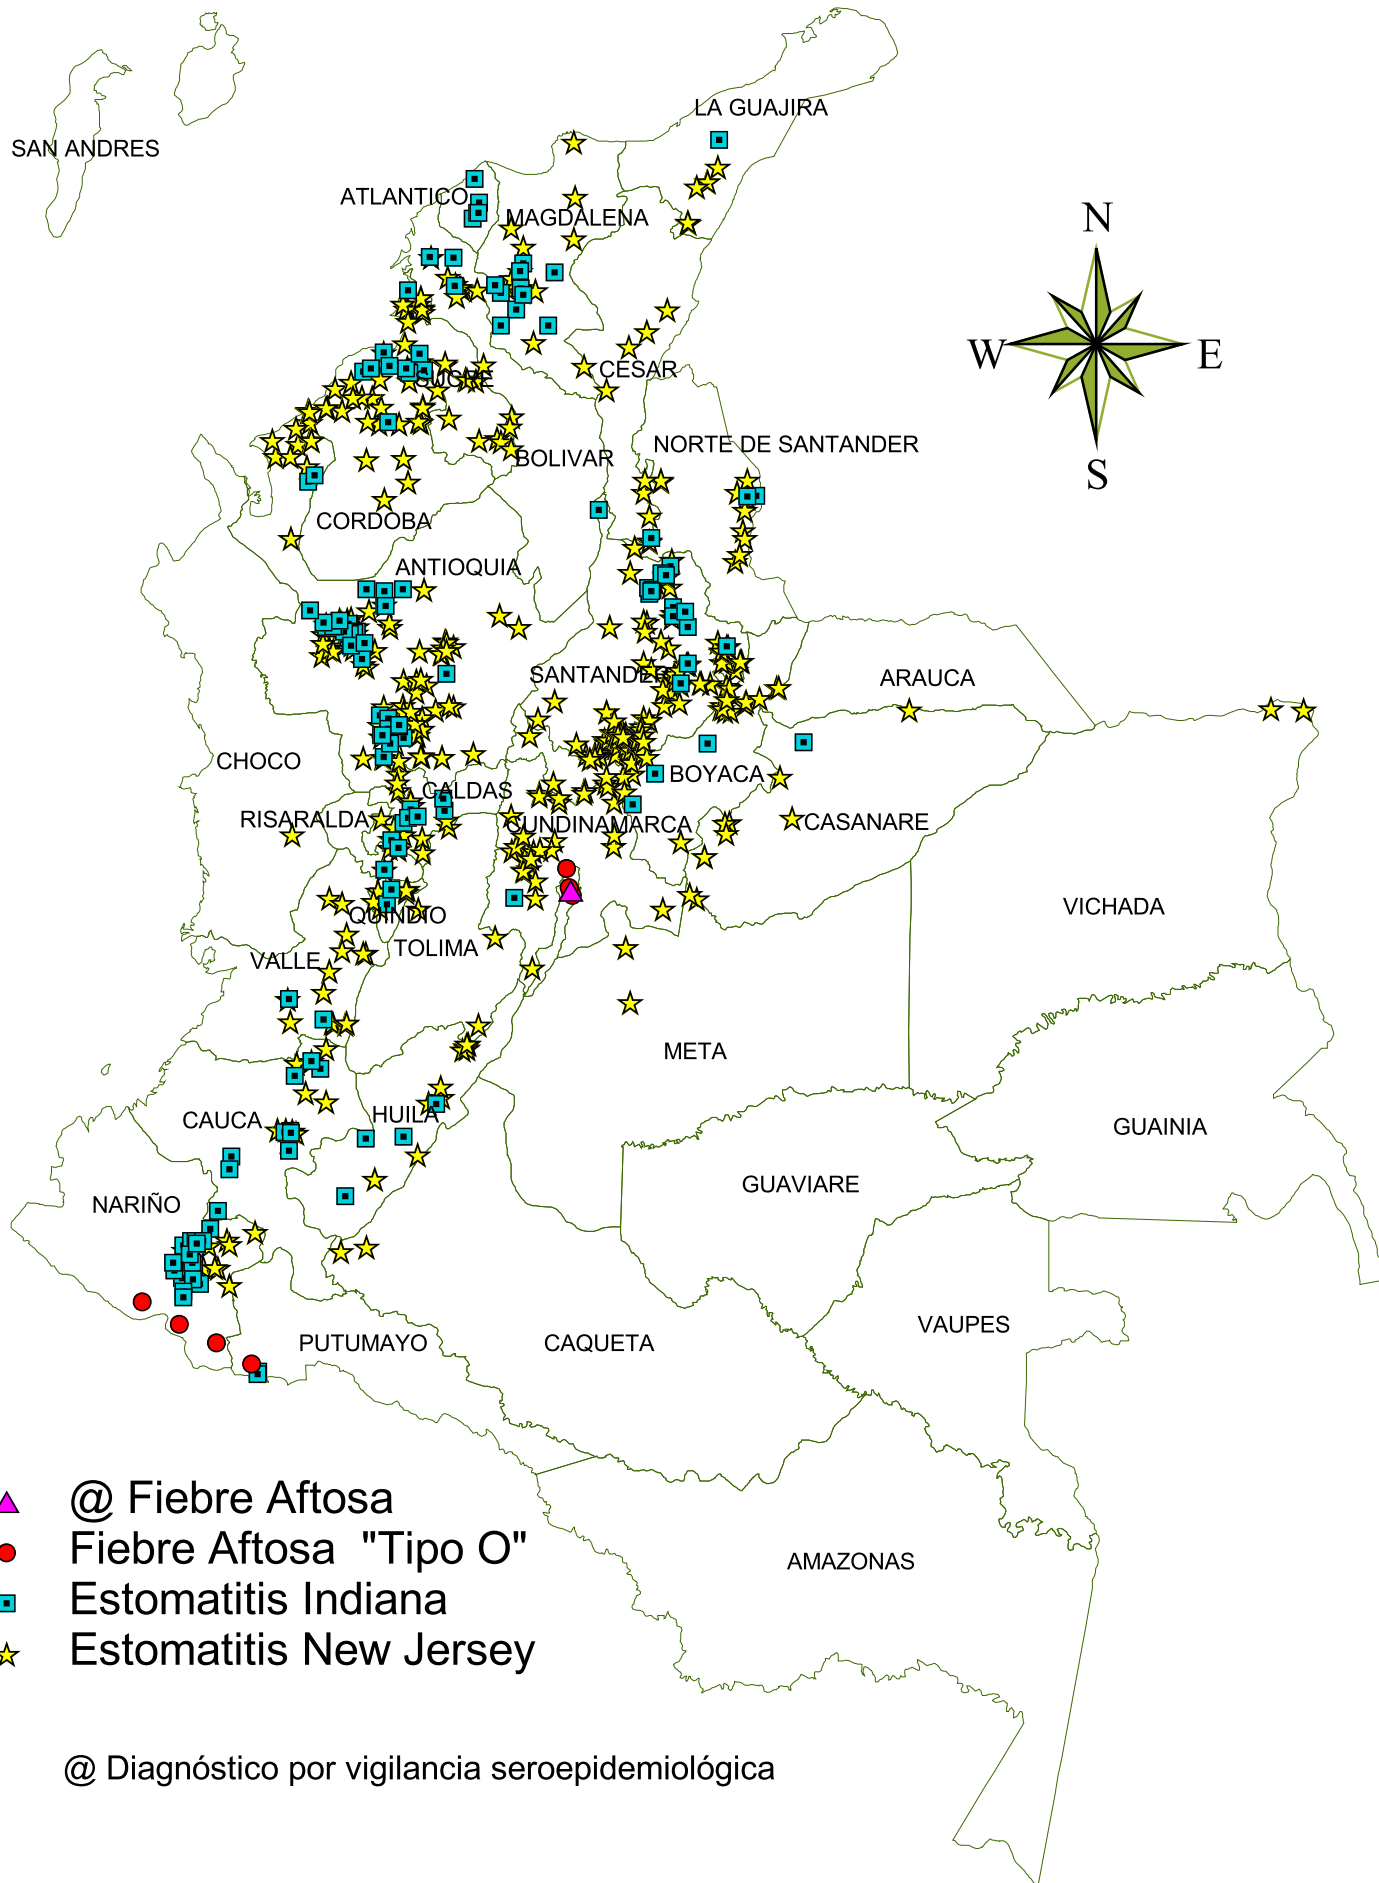 LA GUAJIRA
SAN ANDRES
ATLANTICO
MAGDALENA
N
W
E
S
CESAR
SUCRE
NORTE DE SANTANDER
BOLIVAR
CORDOBA
ANTIOQUIA
SANTANDER
ARAUCA
CHOCO
BOYACA
CALDAS
RISARALDA
CUNDINAMARCA
CASANARE
VICHADA
QUINDIO
TOLIMA
VALLE
META
CAUCA
HUILA
GUAINIA
GUAVIARE
NARIÑO
VAUPES
PUTUMAYO
CAQUETA
@ Fiebre Aftosa
Fiebre Aftosa "Tipo O"
Estomatitis Indiana
Estomatitis New Jersey
AMAZONAS
@ Diagnóstico por vigilancia seroepidemiológica